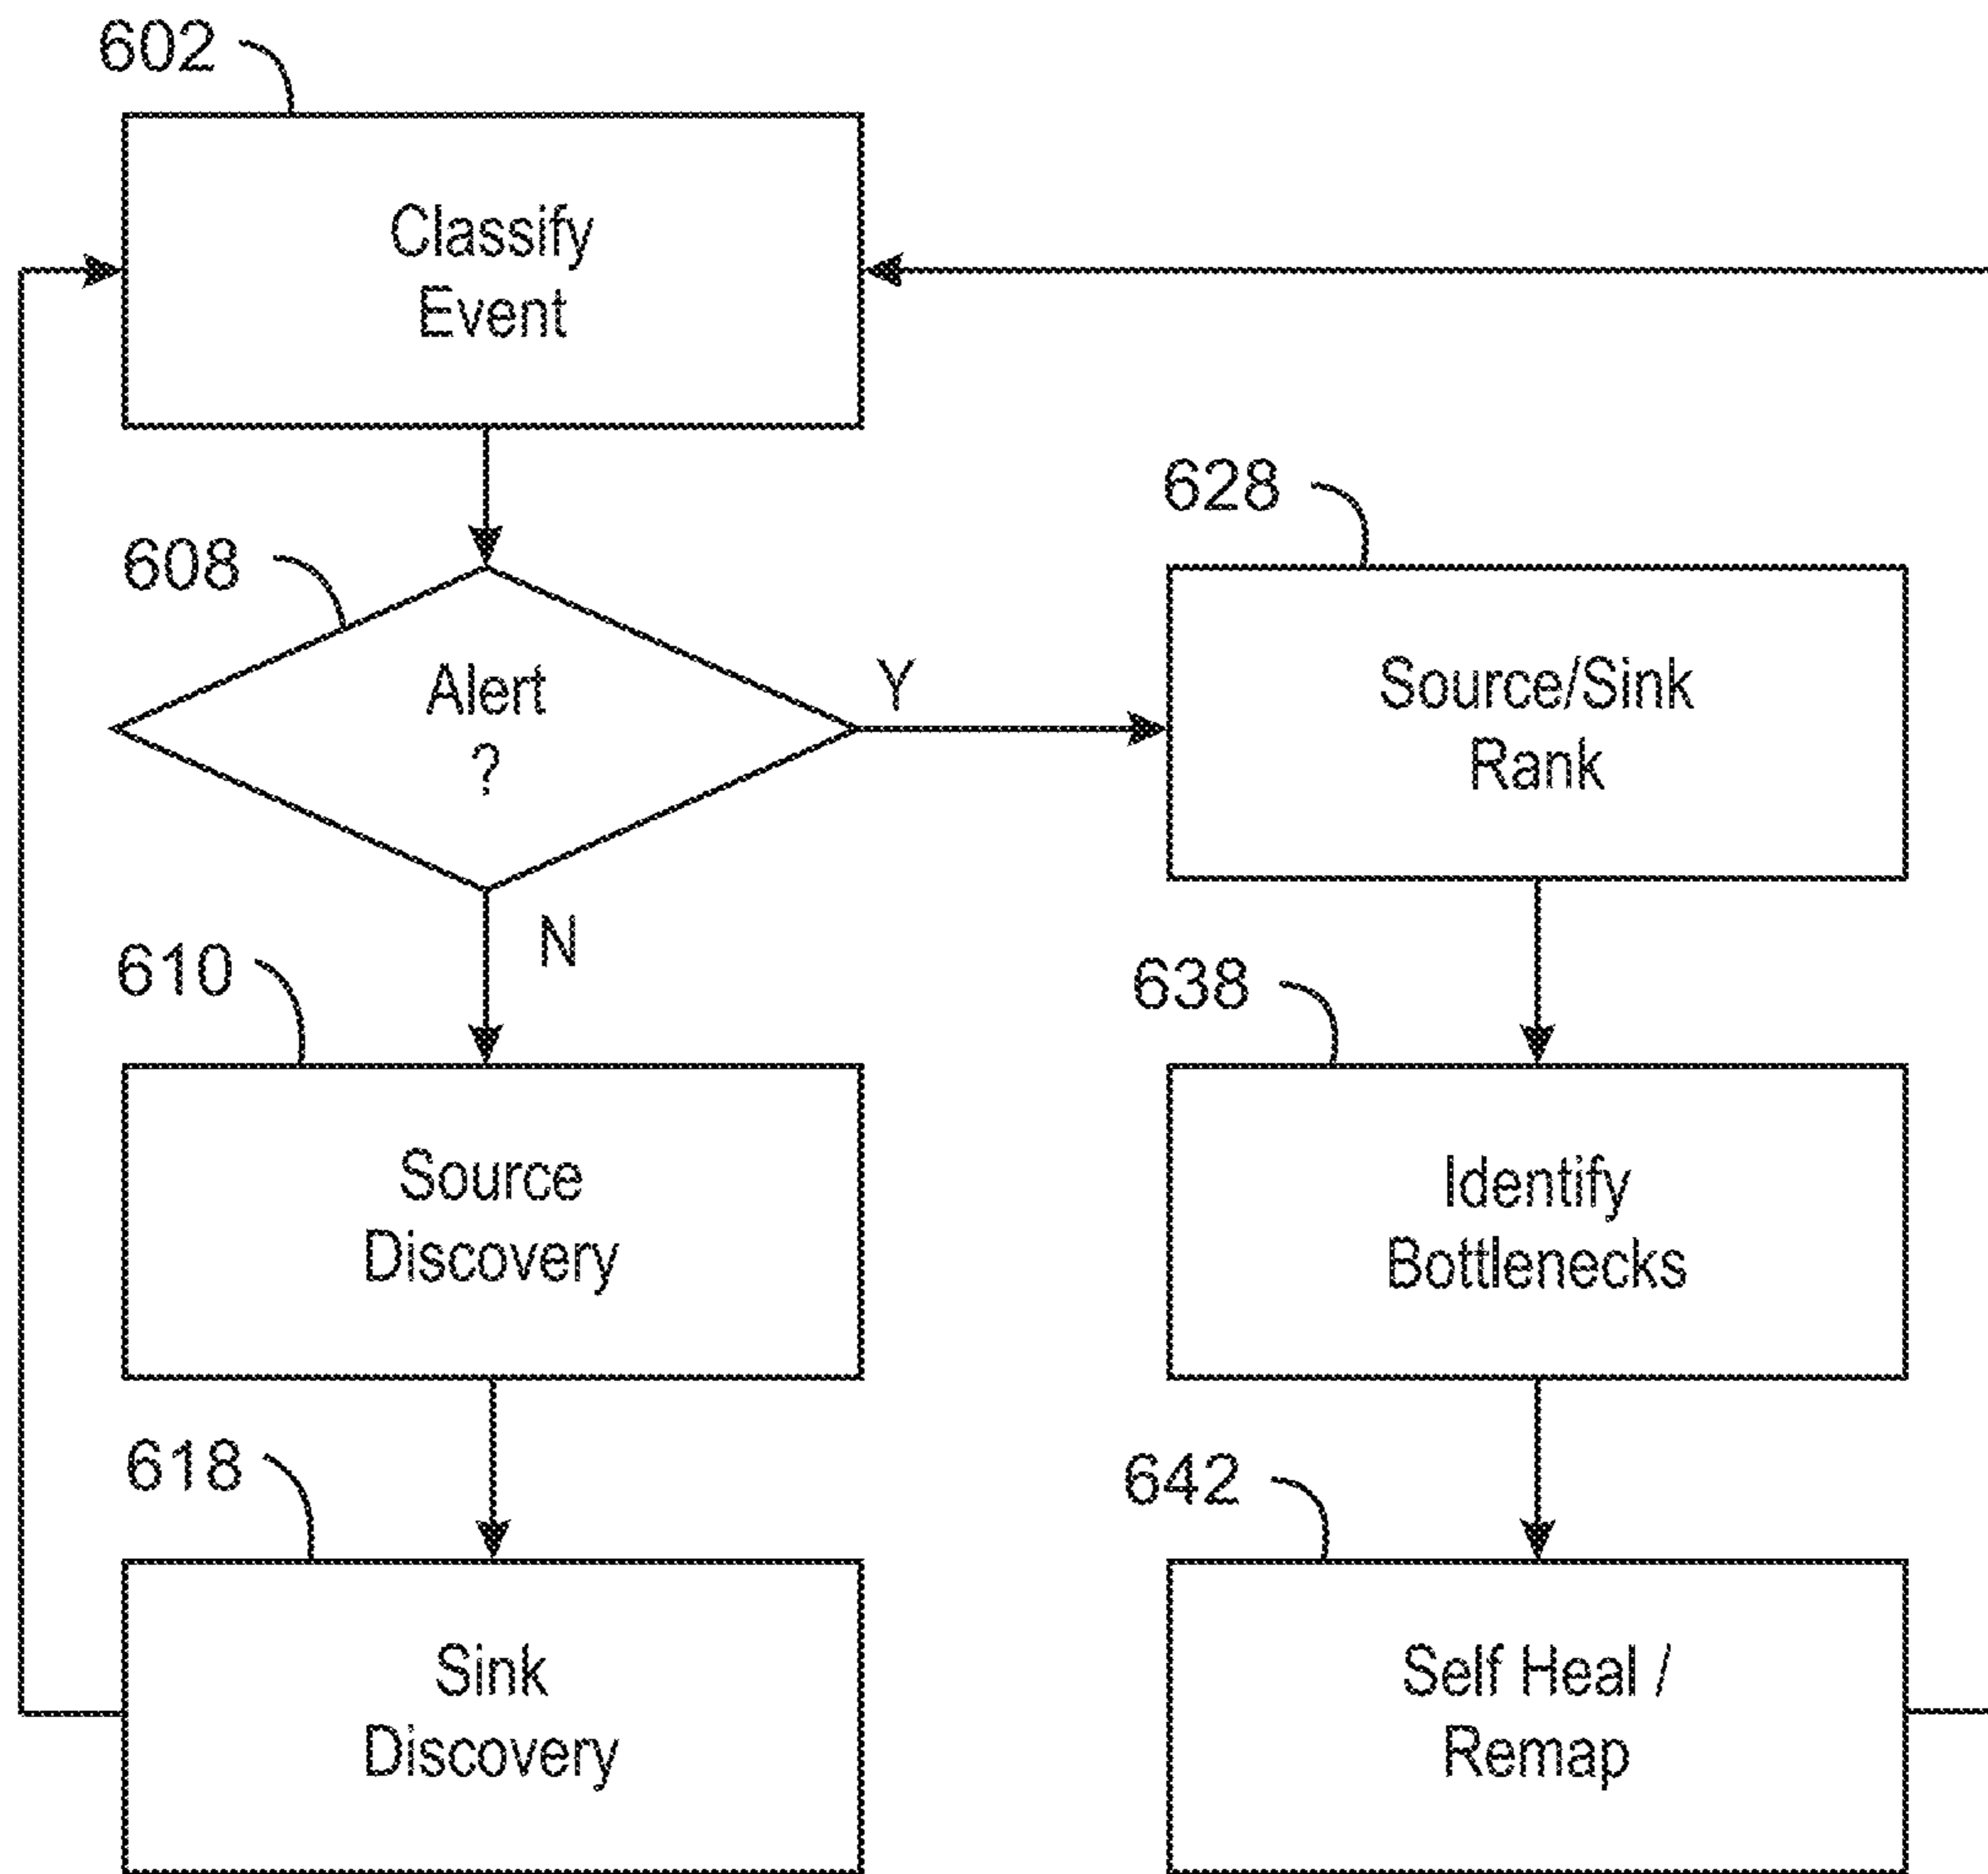 602
Classify
Event
608
Alert
?
Y
N
628
Source/Sink
Rank
610
Source
Discovery
638
Identify
Bottlenecks
618
Sink
Discovery
642
Self Heal /
Remap